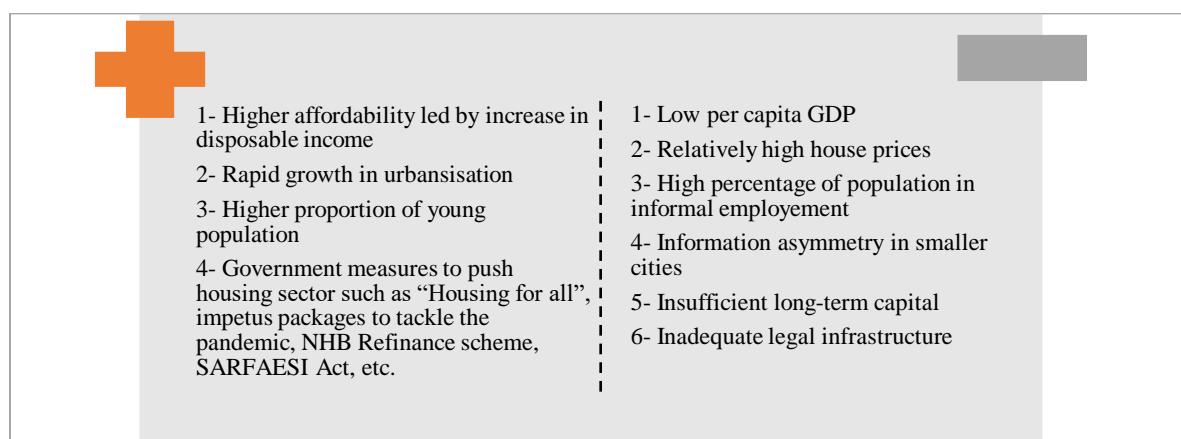 1- Higher affordability led by increase in
disposable income
2- Rapid growth in urbansisation
3- Higher proportion of young
population
4- Government measures to push
housing sector such as “Housing for all”,
impetus packages to tackle the
pandemic, NHB Refinance scheme,
SARFAESI Act, etc.
1- Low per capita GDP
2- Relatively high house prices
3- High percentage of population in
informal employement
4- Information asymmetry in smaller
cities
5- Insufficient long-term capital
6- Inadequate legal infrastructure